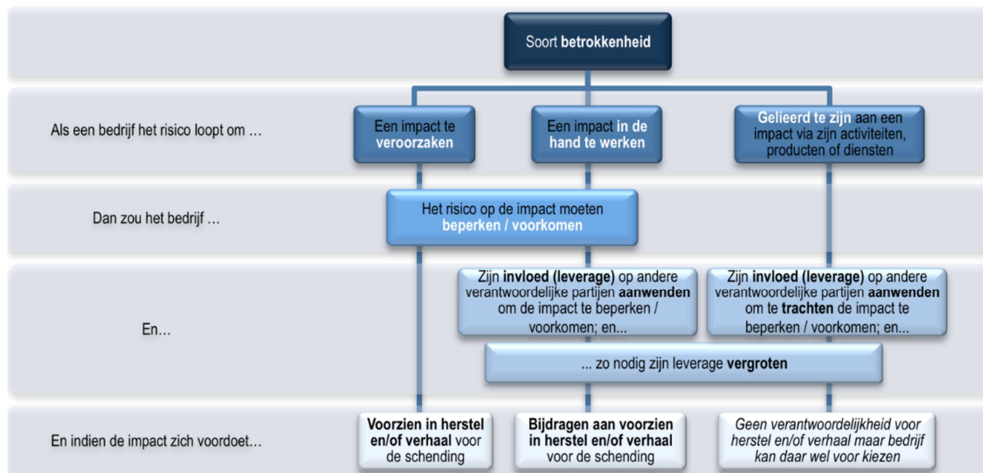 Soort betrokkenheid
Als een bedrijf het risico loopt om …
Een impact te
veroorzaken
Een impact in de
hand te werken
Gelieerd te zijn aan een
impact via zijn activiteiten,
producten of diensten
Dan zou het bedrijf …
Het risico op de impact moeten
beperken / voorkomen
En…
Zijn invloed (leverage) op andere
verantwoordelijke partijen aanwenden
om de impact te beperken /
voorkomen; en...
Zijn invloed (leverage) op andere
verantwoordelijke partijen aanwenden
om te trachten de impact te
beperken / voorkomen; en...
... zo nodig zijn leverage vergroten
En indien de impact zich voordoet…
Voorzien in herstel
en/of verhaal voor
de schending
Bijdragen aan voorzien
in herstel en/of verhaal
voor de schending
Geen verantwoordelijkheid voor
herstel en/of verhaal maar bedrijf
kan daar wel voor kiezen